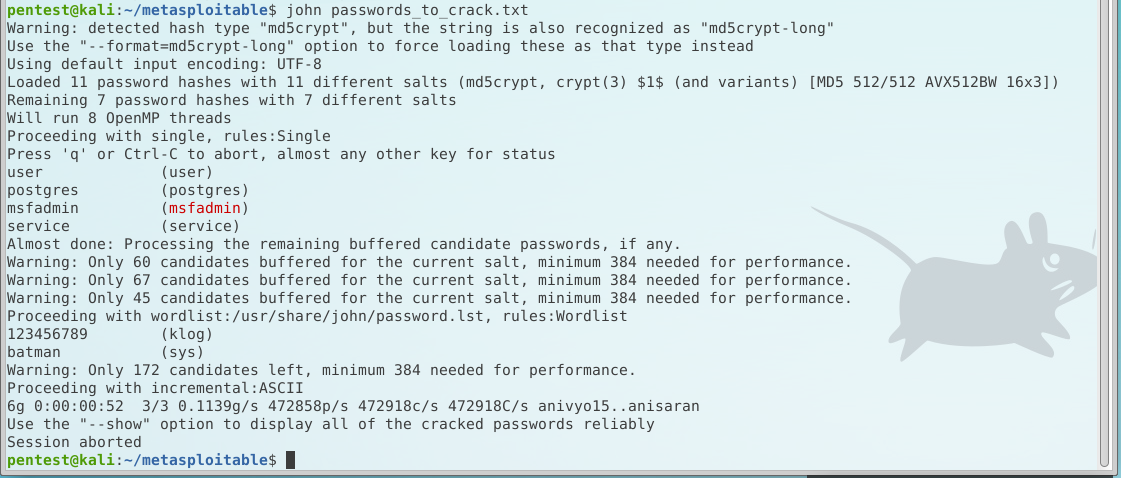 pentest@kali:~/metasploitable$ john passwords_to_crack.txt
Warning: detected hash type "md5crypt", but the string is also recognized as "md5crypt-long"
Use the "--format=md5crypt-long" option to force loading these as that type instead
Using default input encoding: UTF-8
Loaded 11 password hashes with 11 different salts (md5crypt, crypt(3) $1$ (and variants) [MD5 512/512 AVX512BW 16x3])
Remaining 7 password hashes with 7 different salts
Will run 8 OpenMP threads
Proceeding with single, rules:Single
Press 'q' or Ctrl-C to abort, almost any other key for status
user             (user)
postgres         (postgres)
msfadmin         (msfadmin)
service          (service)
Almost done: Processing the remaining buffered candidate passwords, if any.
Warning: Only 60 candidates buffered for the current salt, minimum 384 needed for performance.
Warning: Only 67 candidates buffered for the current salt, minimum 384 needed for performance.
Warning: Only 45 candidates buffered for the current salt, minimum 384 needed for performance.
Proceeding with wordlist:/usr/share/john/password.lst, rules:Wordlist
123456789        (klog)
batman           (sys)
Warning: Only 172 candidates left, minimum 384 needed for performance.
Proceeding with incremental:ASCII
6g 0:00:00:52  3/3 0.1139g/s 472858p/s 472918c/s 472918C/s anivyo15..anisaran
Use the "--show" option to display all of the cracked passwords reliably
Session aborted
pentest@kali:~/metasploitable$